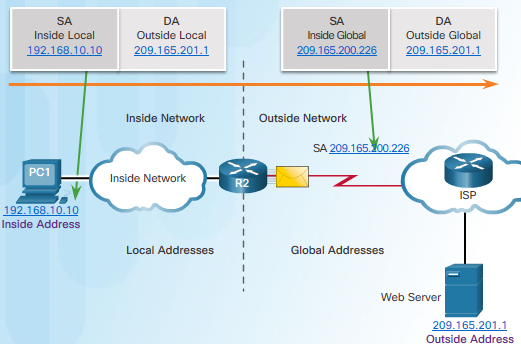 SA
Inside Local
192.168.10.10
DA
Outside Local
209.165.201.1
SA
Inside Global
209.165.200.226
DA
Outside Global
209.165.201.1
Inside Network
Outside Network
SA 209.165.200.226
PC1
Inside Network
R2
ISP
192.168.10.10
Inside Address
Local Addresses
Global Addresses
Web Server
209.165.201.1
Outside Address